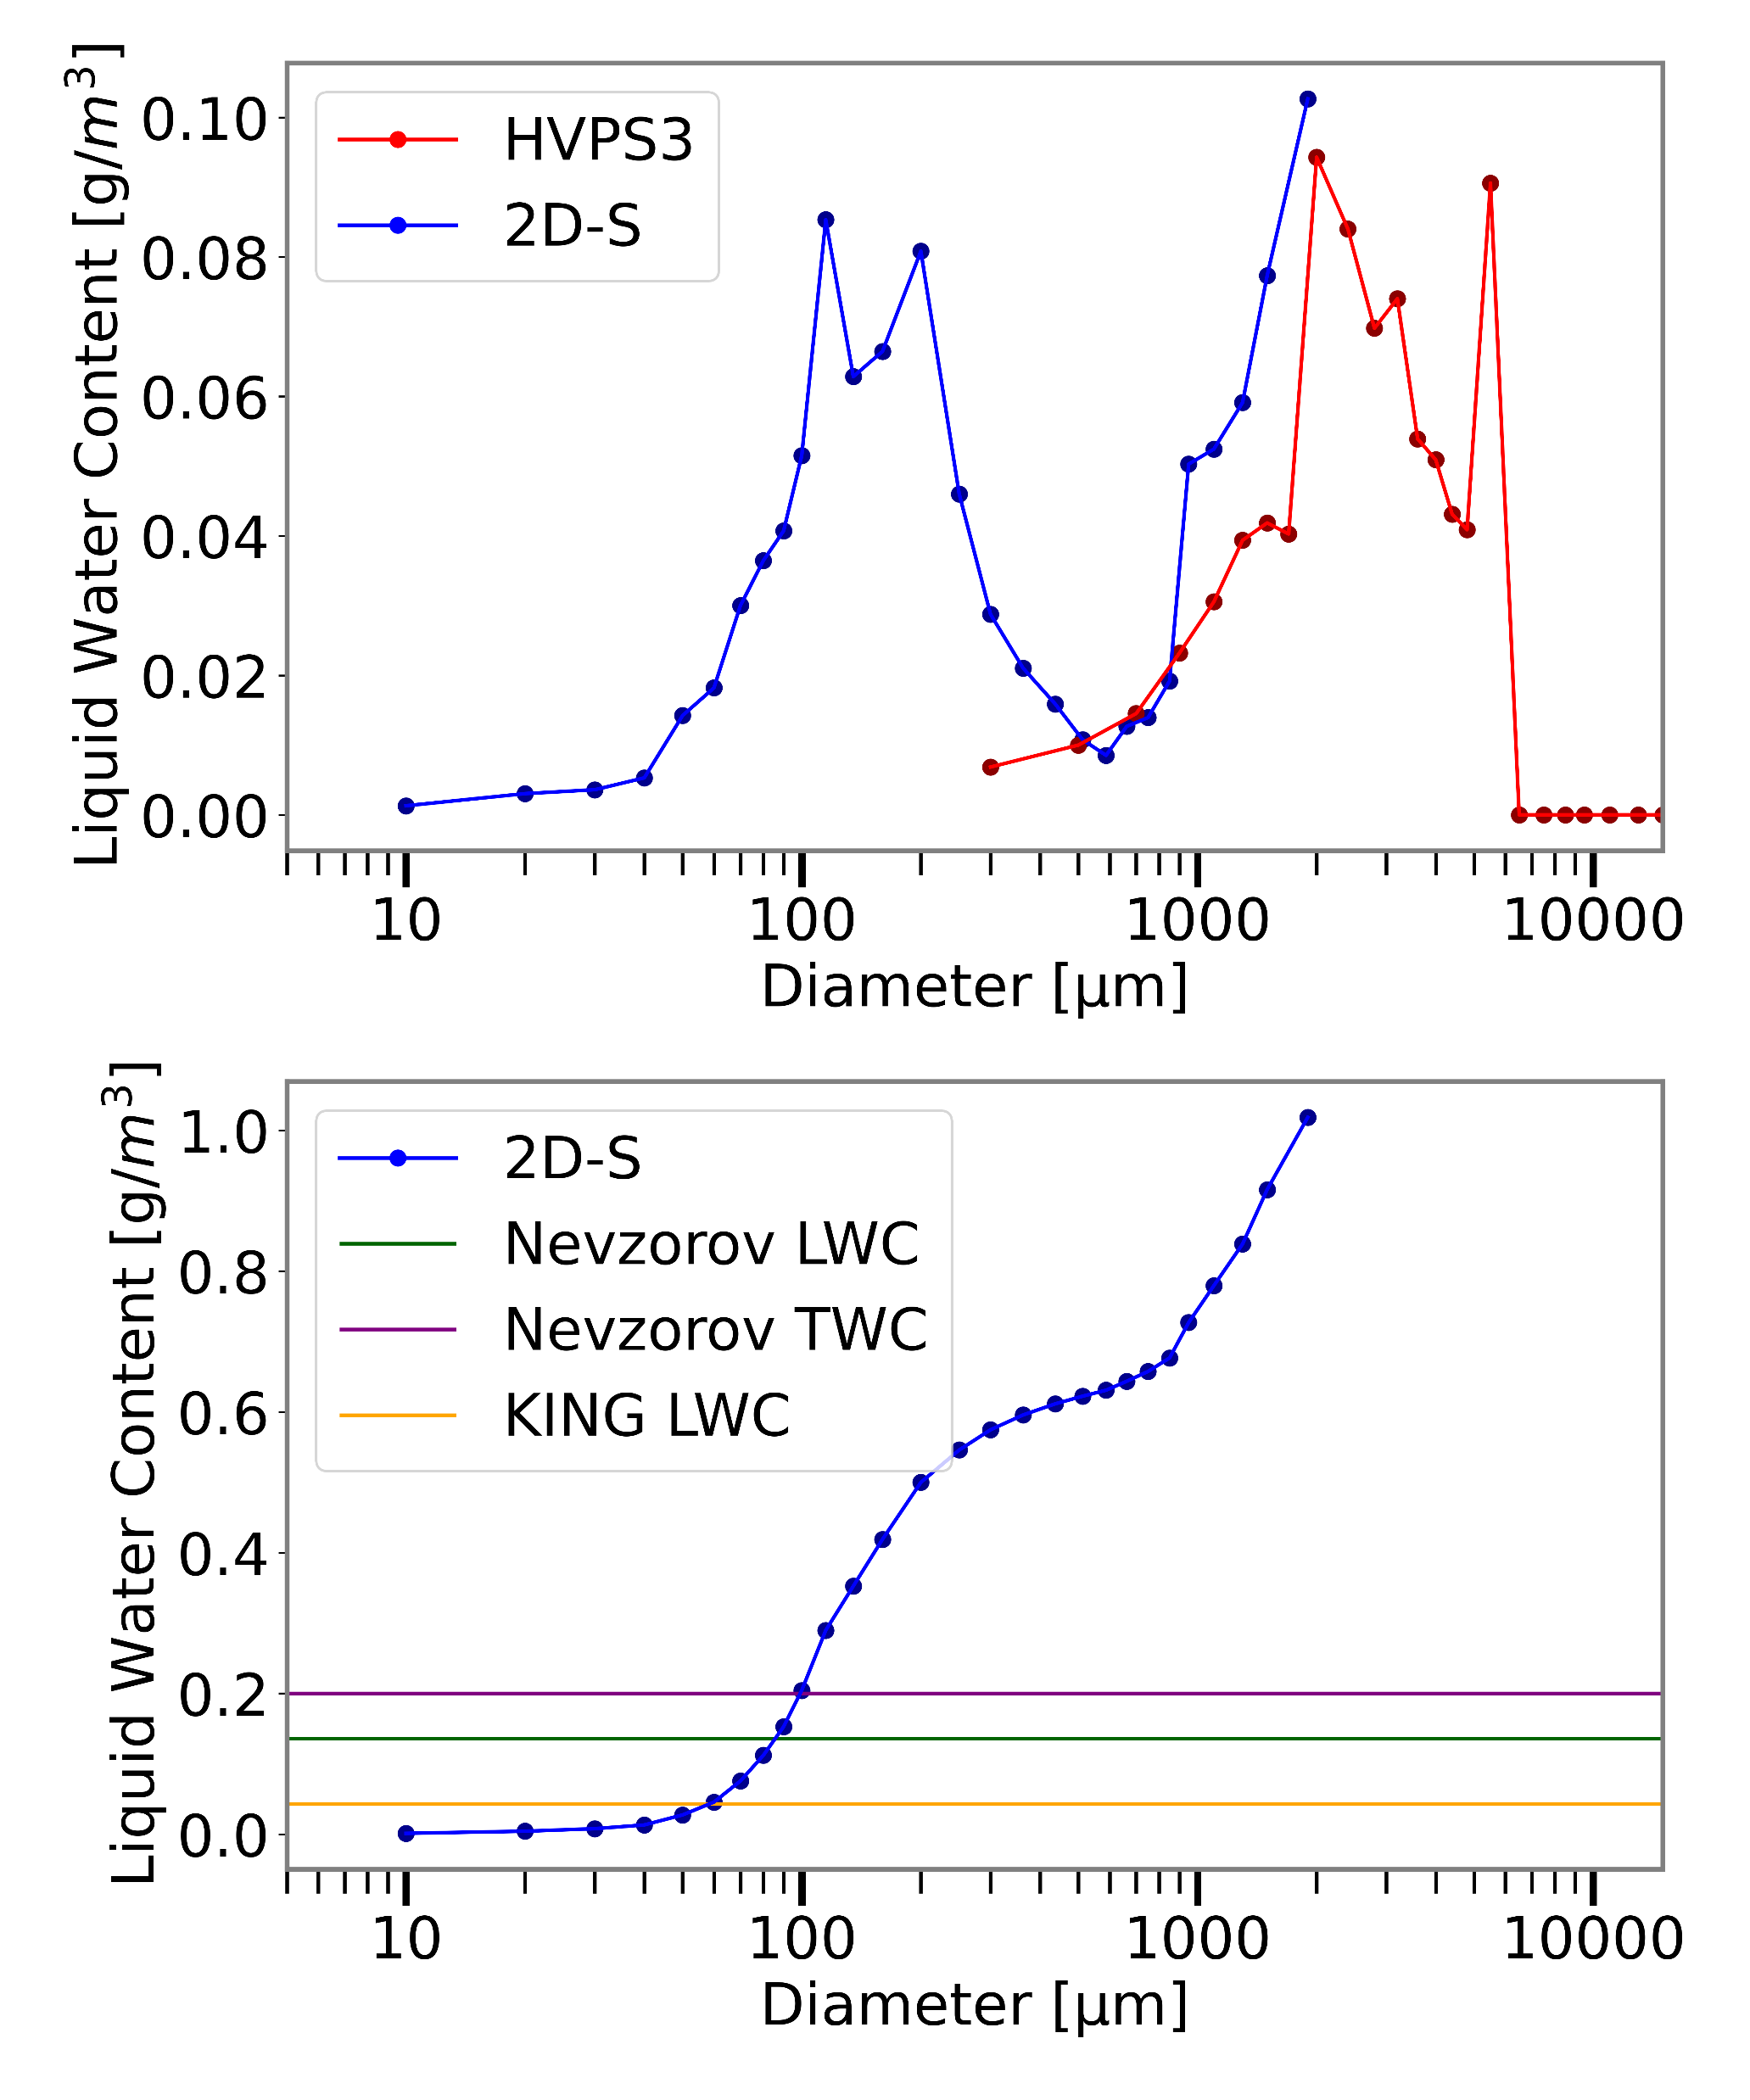 Liquid Water Content [g/m³]
0.10
0.08
0.06
0.04
0.02
0.00
HVPS3
2D-S
10 100 1000 10000
Diameter [µm]
Liquid Water Content [g/m³]
1.0
0.8
0.6
0.4
0.2
0.0
2D-S
Nevzorov LWC
Nevzorov TWC
KING LWC
10 100 1000 10000
Diameter [µm]